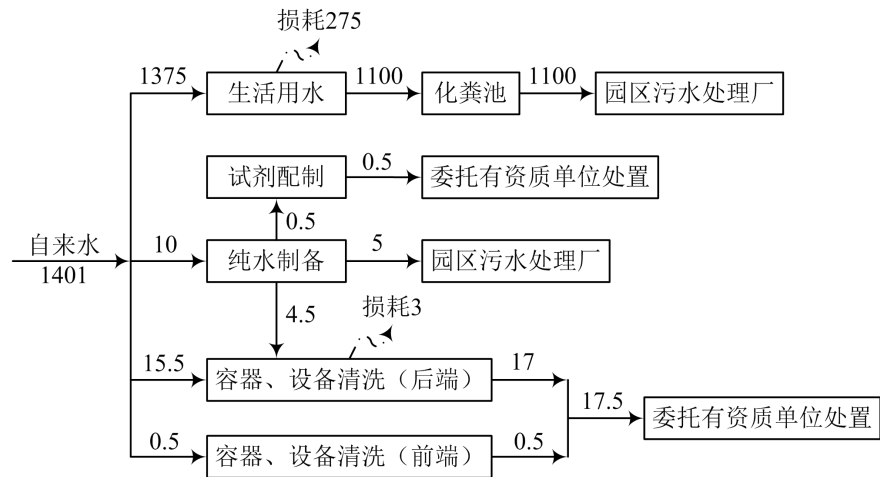 损耗275
1375
生活用水
1100
化粪池
1100
园区污水处理厂
试剂配制
0.5
委托有资质单位处置
0.5
自来水
1401
10
纯水制备
5
园区污水处理厂
4.5
损耗3
15.5
容器、设备清洗（后端）
17
17.5
委托有资质单位处置
0.5
容器、设备清洗（前端）
0.5